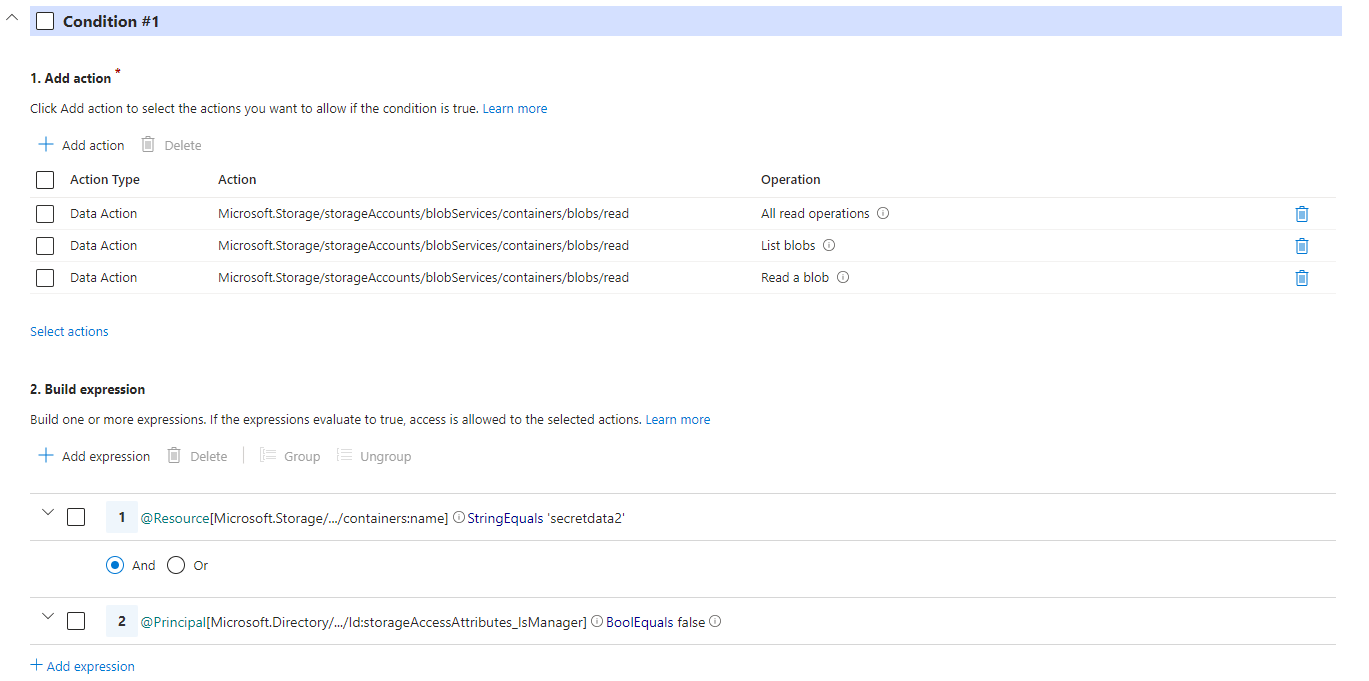 Condition #1
1. Add action *
Click Add action to select the actions you want to allow if the condition is true. Learn more
Add action Delete
Action Type Action Operation
Data Action Microsoft.Storage/storageAccounts/blobServices/containers/blobs/read All read operations
Data Action Microsoft.Storage/storageAccounts/blobServices/containers/blobs/read List blobs
Data Action Microsoft.Storage/storageAccounts/blobServices/containers/blobs/read Read a blob
Select actions
2. Build expression
Build one or more expressions. If the expressions evaluate to true, access is allowed to the selected actions. Learn more
Add expression Delete Group Ungroup
1 @Resource[Microsoft.Storage/.../containers:name] StringEquals 'secretdata2'
And Or
2 @Principal[Microsoft.Directory/.../Id:storageAccessAttributes_IsManager] BoolEquals false
Add expression